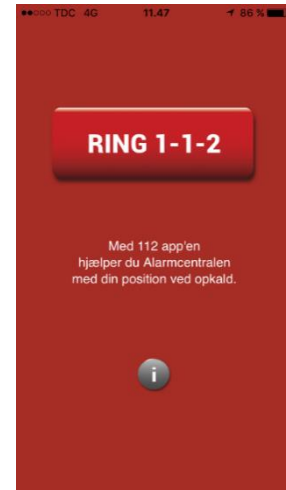 TDC 4G 11.47 86 %
RING 1-1-2
Med 112 app'en
hjælper du Alarmcentralen
med din position ved opkald.
i